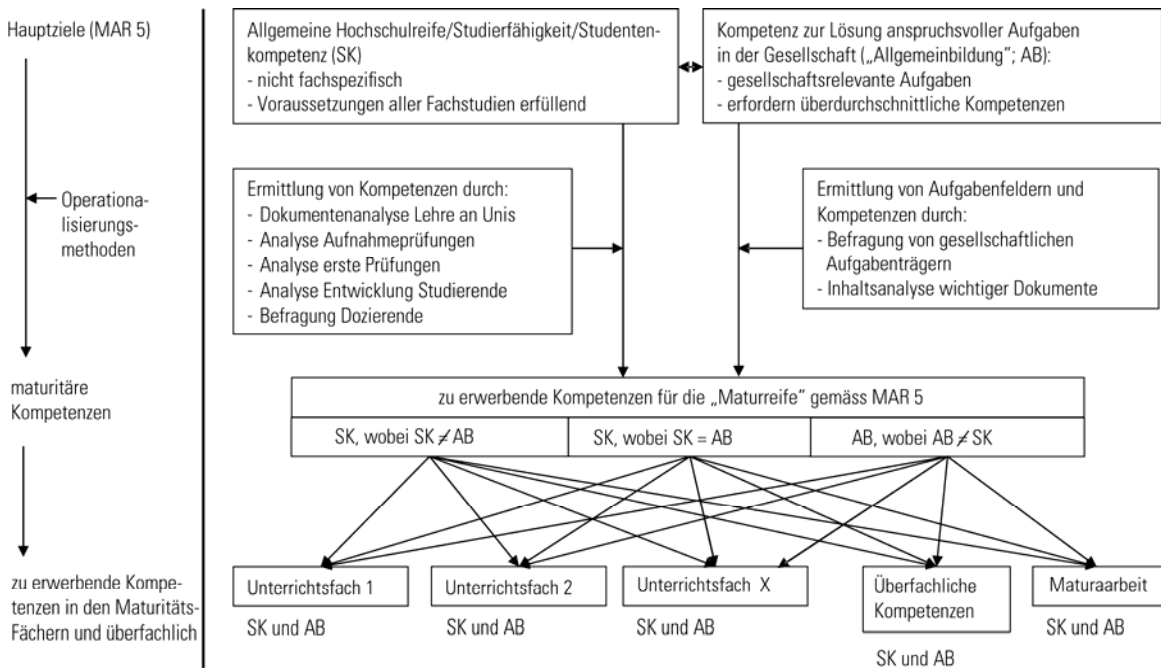 Hauptziele (MAR 5)
Allgemeine Hochschulreife/Studierfähigkeit/Studenten-
kompetenz (SK)
- nicht fachspezifisch
- Voraussetzungen aller Fachstudien erfüllend
Kompetenz zur Lösung anspruchsvoller Aufgaben
in der Gesellschaft („Allgemeinbildung“; AB):
- gesellschaftsrelevante Aufgaben
- erfordern überdurchschnittliche Kompetenzen
Operationa-
lisierungs-
methoden
Ermittlung von Kompetenzen durch:
- Dokumentenanalyse Lehre an Unis
- Analyse Aufnahmeprüfungen
- Analyse erste Prüfungen
- Analyse Entwicklung Studierende
- Befragung Dozierende
Ermittlung von Aufgabenfeldern und
Kompetenzen durch:
- Befragung von gesellschaftlichen
Aufgabenträgern
- Inhaltsanalyse wichtiger Dokumente
maturitäre
Kompetenzen
zu erwerbende Kompetenzen für die „Maturreife“ gemäss MAR 5
SK, wobei SK ≠ AB
SK, wobei SK = AB
AB, wobei AB ≠ SK
zu erwerbende Kompe-
tenzen in den Maturitäts-
Fächern und überfachlich
Unterrichtsfach 1
SK und AB
Unterrichtsfach 2
SK und AB
Unterrichtsfach X
SK und AB
Überfachliche
Kompetenzen
SK und AB
Maturaarbeit
SK und AB